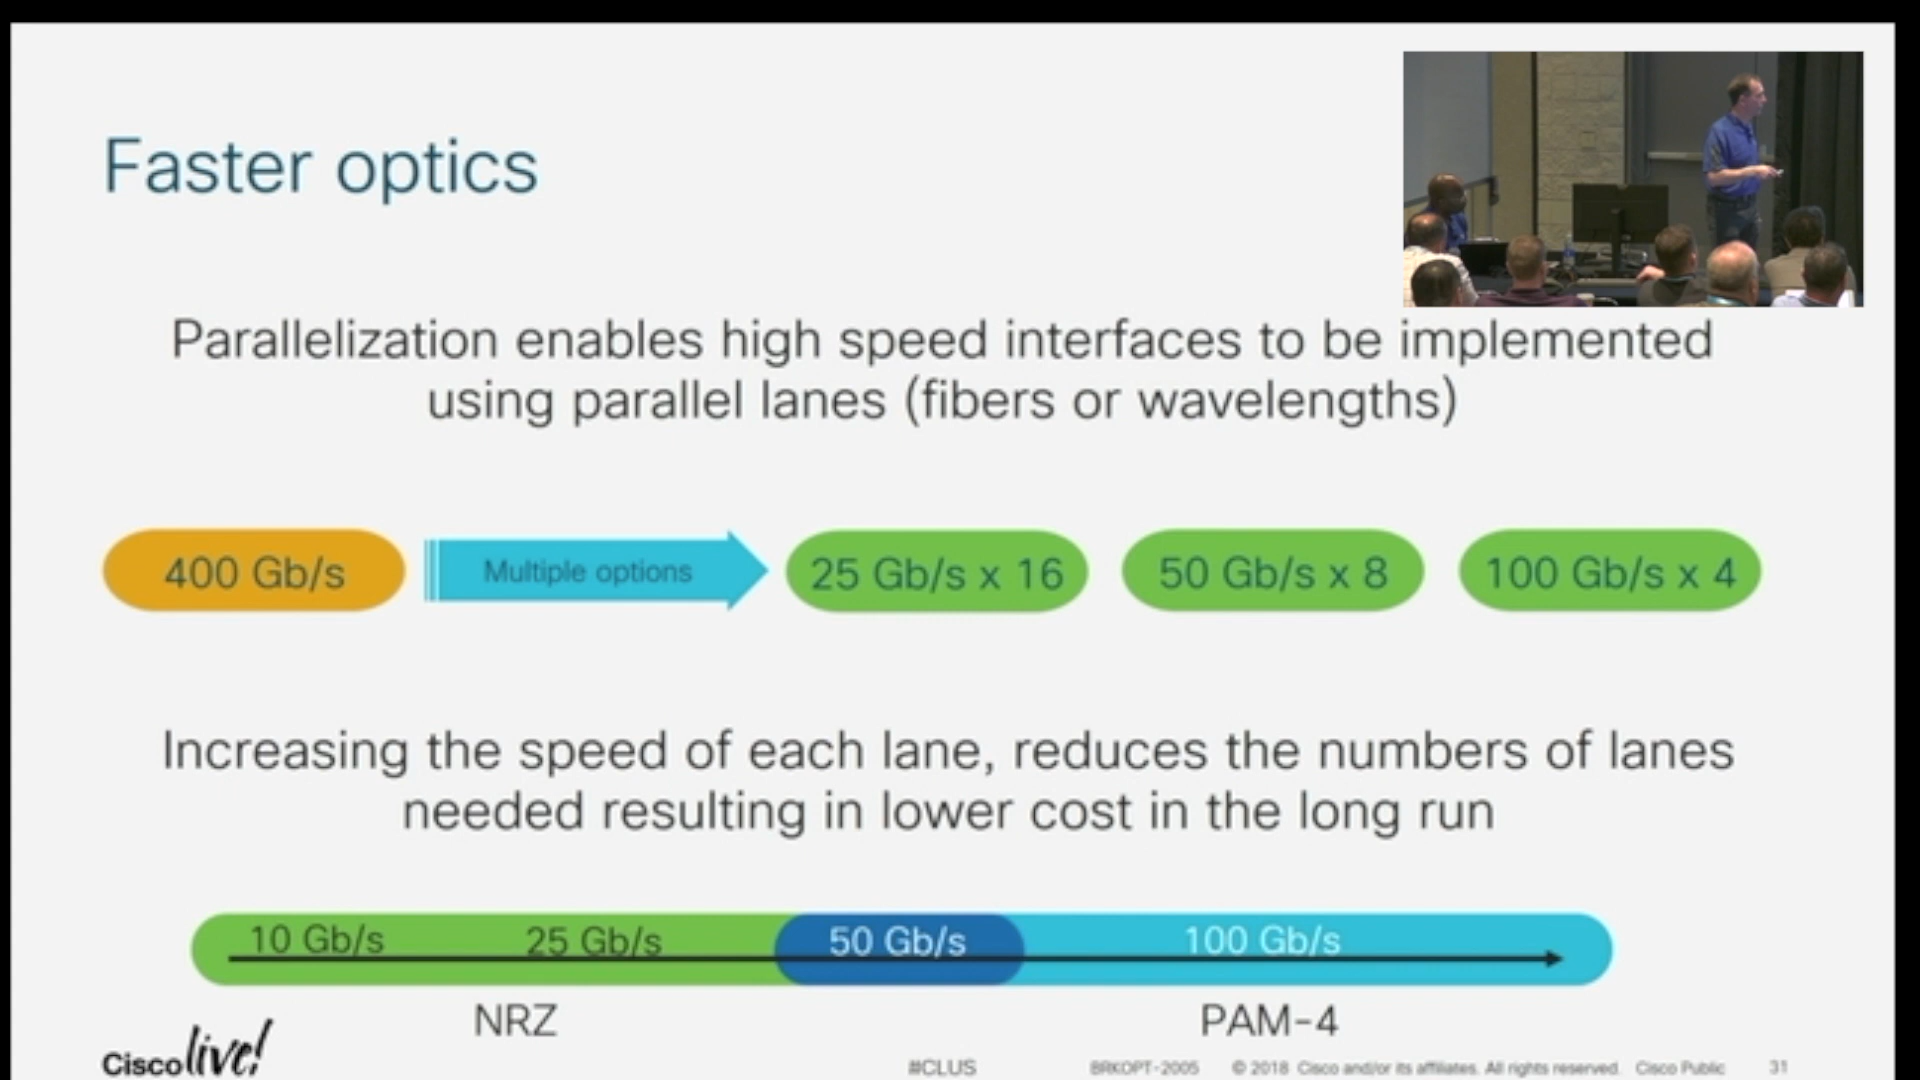 Faster optics
Parallelization enables high speed interfaces to be implemented
using parallel lanes (fibers or wavelengths)
400 Gb/s
Multiple options
25 Gb/s x 16
50 Gb/s x 8
100 Gb/s x 4
Increasing the speed of each lane, reduces the numbers of lanes
needed resulting in lower cost in the long run
10 Gb/s
25 Gb/s
50 Gb/s
100 Gb/s
NRZ
PAM-4
Cisco live!
#CLUS
BRKOPT-2005
© 2018 Cisco and/or its affiliates. All rights reserved. Cisco Public
31